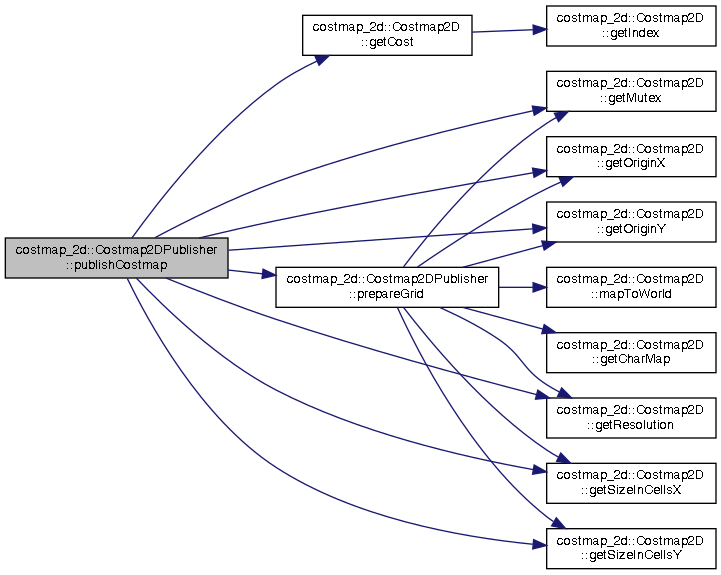 costmap_2d::Costmap2D
::getCost
costmap_2d::Costmap2D
::getIndex
costmap_2d::Costmap2D
::getMutex
costmap_2d::Costmap2D
::getOriginX
costmap_2d::Costmap2D
::getOriginY
costmap_2d::Costmap2DPublisher
::publishCostmap
costmap_2d::Costmap2DPublisher
::prepareGrid
costmap_2d::Costmap2D
::mapToWorld
costmap_2d::Costmap2D
::getCharMap
costmap_2d::Costmap2D
::getResolution
costmap_2d::Costmap2D
::getSizeInCellsX
costmap_2d::Costmap2D
::getSizeInCellsY